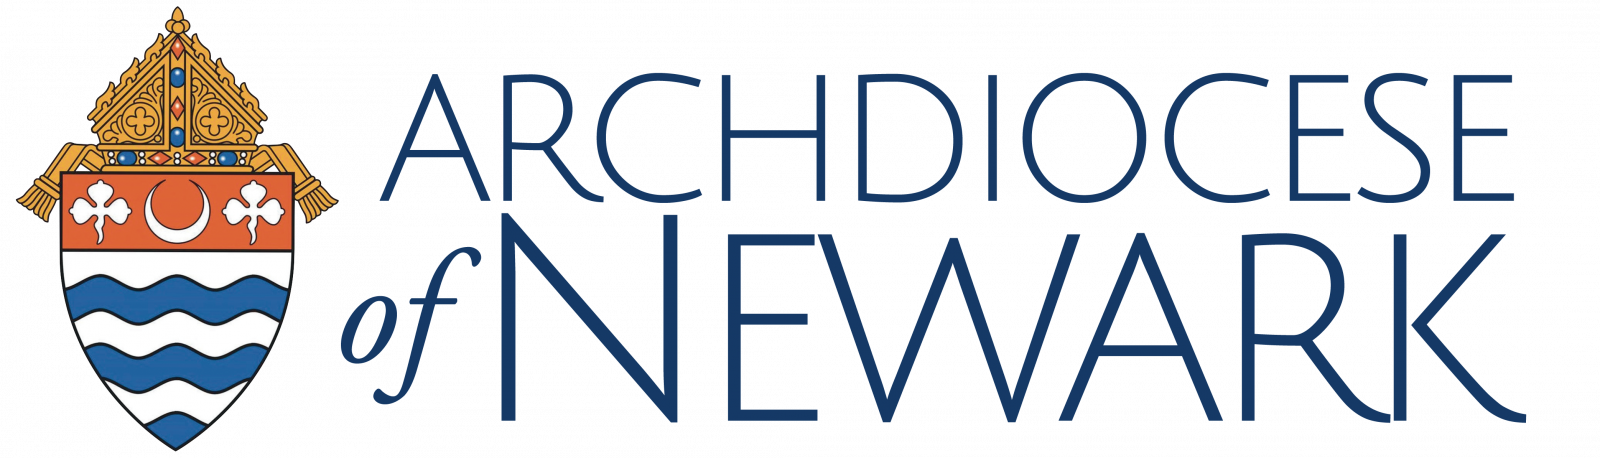 ARCHDIOCESE
of NEWARK